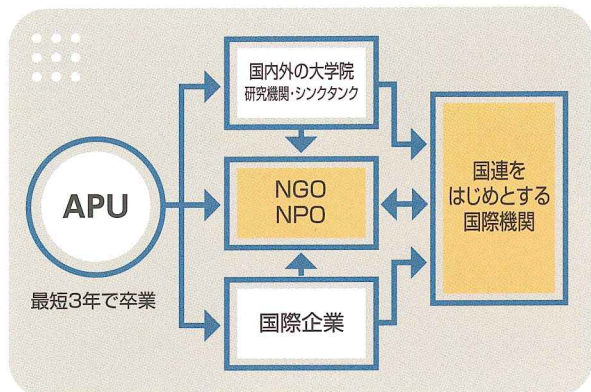 APU
最短3年で卒業
国内外の大学院
研究機関・シンクタンク
NGO
NPO
国際企業
国連を
はじめとする
国際機関